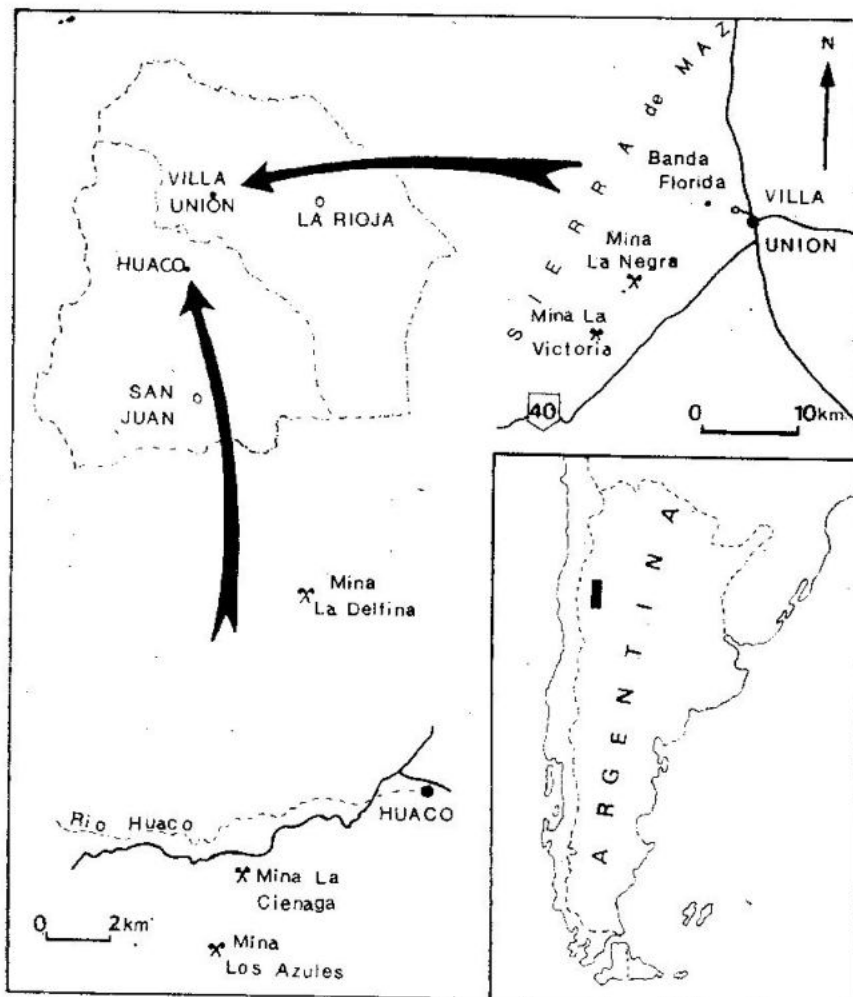 VILLA
UNIÓN
LA RIOJA
HUACO
SAN
JUAN
SIERRA de MAZ
N
Banda
Florida
VILLA
UNION
Mina
La Negra
Mina La
Victoria
40
0 10km
Mina
La Delfina
Rio Huaco
HUACO
Mina La
Cienaga
0 2km
Mina
Los Azules
ARGENTINA